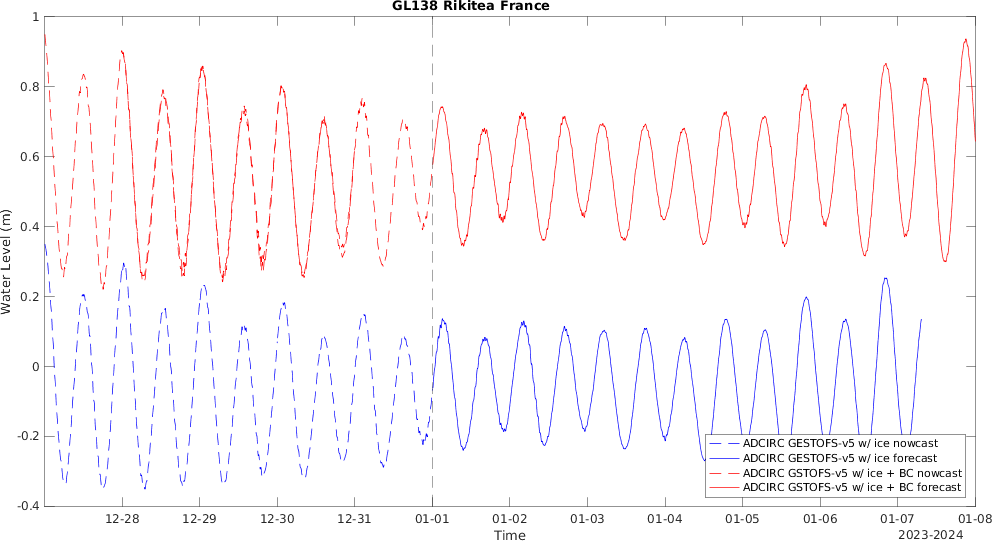 GL138 Rikitea France
1
0.8
0.6
0.4
0.2
0
-0.2
-0.4
Water Level (m)
ADCIRC GESTOFS-v5 w/ ice nowcast
ADCIRC GESTOFS-v5 w/ ice forecast
ADCIRC GSTOFS-v5 w/ ice + BC nowcast
ADCIRC GSTOFS-v5 w/ ice + BC forecast
12-28 12-29 12-30 12-31 01-01 01-02 01-03 01-04 01-05 01-06 01-07 01-08
Time
2023-2024